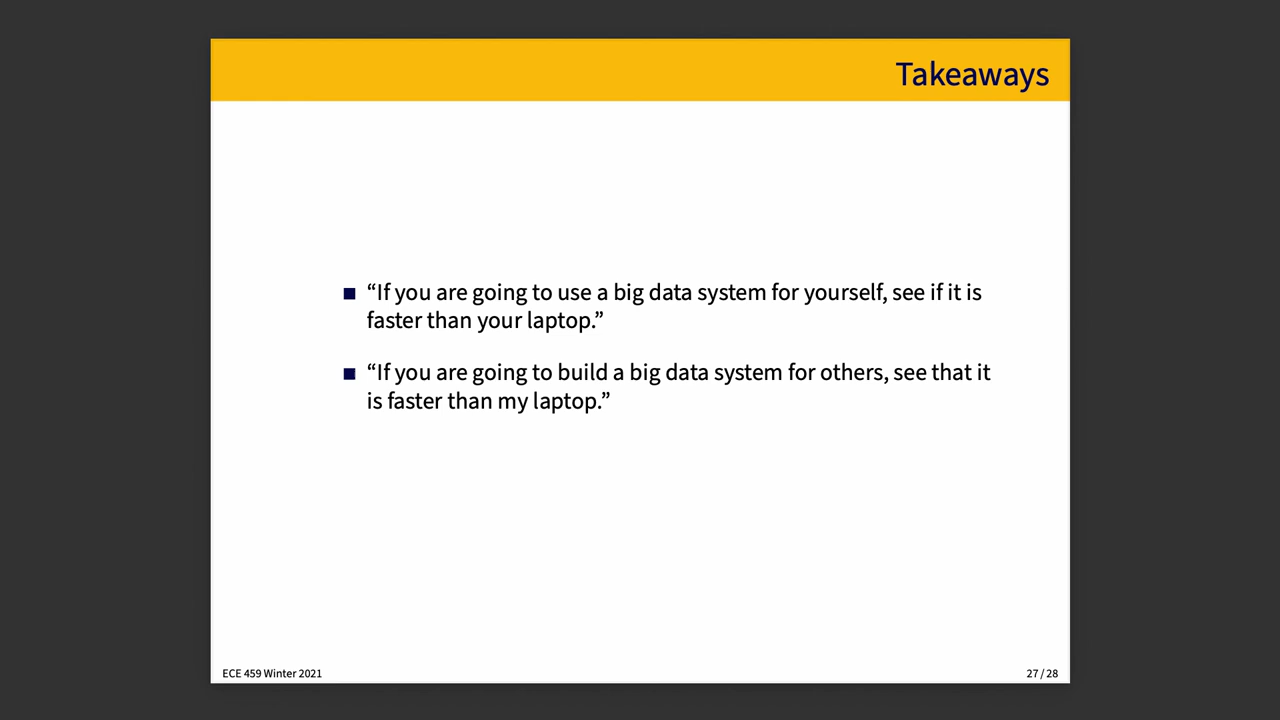 Takeaways
■ “If you are going to use a big data system for yourself, see if it is
faster than your laptop.”
■ “If you are going to build a big data system for others, see that it
is faster than my laptop.”
ECE 459 Winter 2021
27 / 28